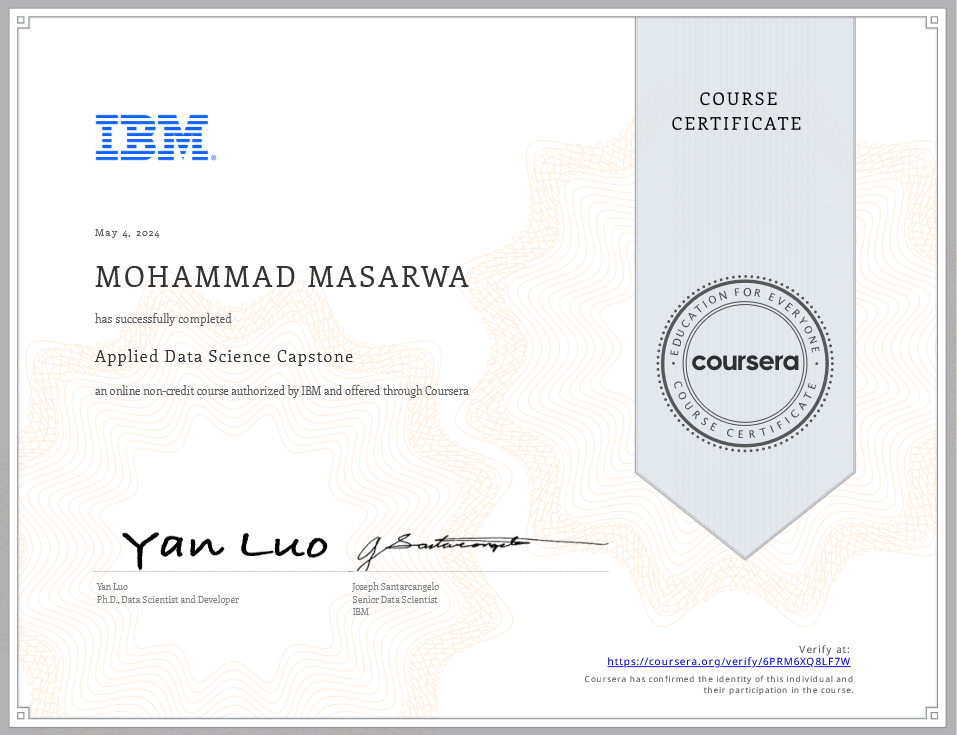 COURSE
CERTIFICATE
IBM®
May 4, 2024
MOHAMMAD MASARWA
has successfully completed
Applied Data Science Capstone
an online non-credit course authorized by IBM and offered through Coursera
EDUCATION FOR EVERYONE
coursera
COURSE CERTIFICATE
Yan Luo
J Santarcangelo
Yan Luo
Ph.D., Data Scientist and Developer
Joseph Santarcangelo
Senior Data Scientist
IBM
Verify at:
https://coursera.org/verify/6PRM6XQ8LF7W
Coursera has confirmed the identity of this individual and
their participation in the course.